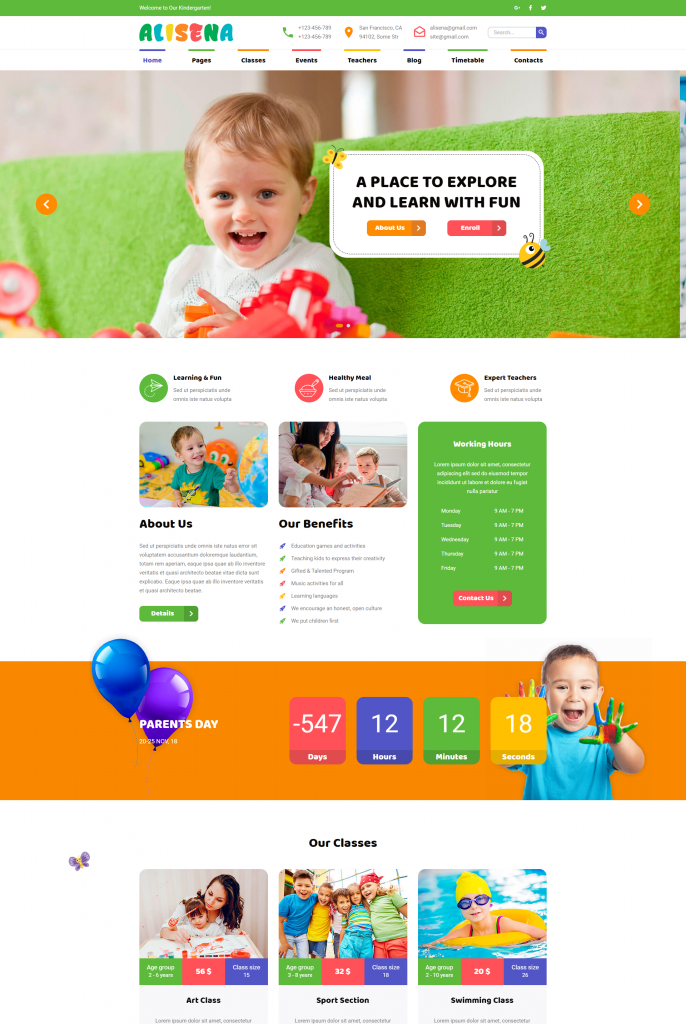 Welcome to Our Kindergarten!
ALISENA
+123-456-789
+123-456-789
San Francisco, CA
94102, Some Str
alisena@gmail.com
site@gmail.com
Search...
Home
Pages
Classes
Events
Teachers
Blog
Timetable
Contacts
A PLACE TO EXPLORE
AND LEARN WITH FUN
About Us
Enroll
Learning & Fun
Sed ut perspiciatis unde
omnis iste natus volupta
Healthy Meal
Sed ut perspiciatis unde
omnis iste natus volupta
Expert Teachers
Sed ut perspiciatis unde
omnis iste natus volupta
About Us
Sed ut perspiciatis unde omnis iste natus error sit
voluptatem accusantium doloremque laudantium,
totam rem aperiam, eaque ipsa quae ab illo inventore
veritatis et quasi architecto beatae vitae dicta sunt
explicabo. Eaque ipsa quae ab illo inventore veritatis
et quasi architecto beatae.
Details
Our Benefits
Education games and activities
Teaching kids to express their creativity
Gifted & Talented Program
Music activities for all
Learning languages
We encourage an honest, open culture
We put children first
Working Hours
Lorem ipsum dolor sit amet, consectetur
adipiscing elit sed do eiusmod tempor
incididunt ut labore et dolore eu fugiat
nulla pariatur
Monday 9 AM - 7 PM
Tuesday 9 AM - 7 PM
Wednesday 9 AM - 7 PM
Thursday 9 AM - 7 PM
Friday 9 AM - 7 PM
Contact Us
PARENTS DAY
20-25 NOV, 18
-547
Days
12
Hours
12
Minutes
18
Seconds
Our Classes
Age group
2 - 6 years
56 $
Class size
15
Art Class
Lorem ipsum dolor sit amet, consectetur
Age group
3 - 8 years
32 $
Class size
18
Sport Section
Lorem ipsum dolor sit amet, consectetur
Age group
2 - 10 years
20 $
Class size
26
Swimming Class
Lorem ipsum dolor sit amet, consectetur